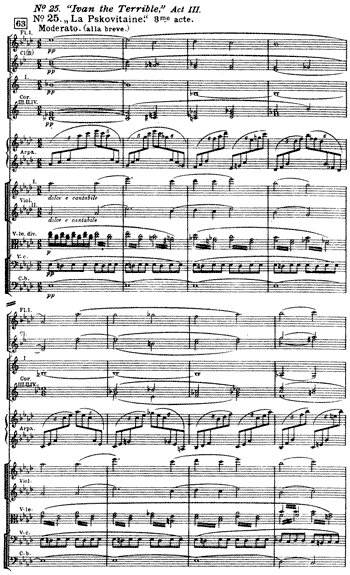 Nº 25. "Ivan the Terrible," Act III.
63
Nº 25. „La Pskovitaine." 3me acte.
Moderato. (alla breve.)
Fl. I.
pp
I.
Cor.
III.II.IV.
pp
Arpa.
I.
dolce e cantabile
Viol.
II.
dolce e cantabile
V-le div.
p
V-c.
pp
C-b.
pp
Fl. I.
I
Cor.
III.II.IV.
Arpa.
Viol.
V-le.
V-c.
C-b.